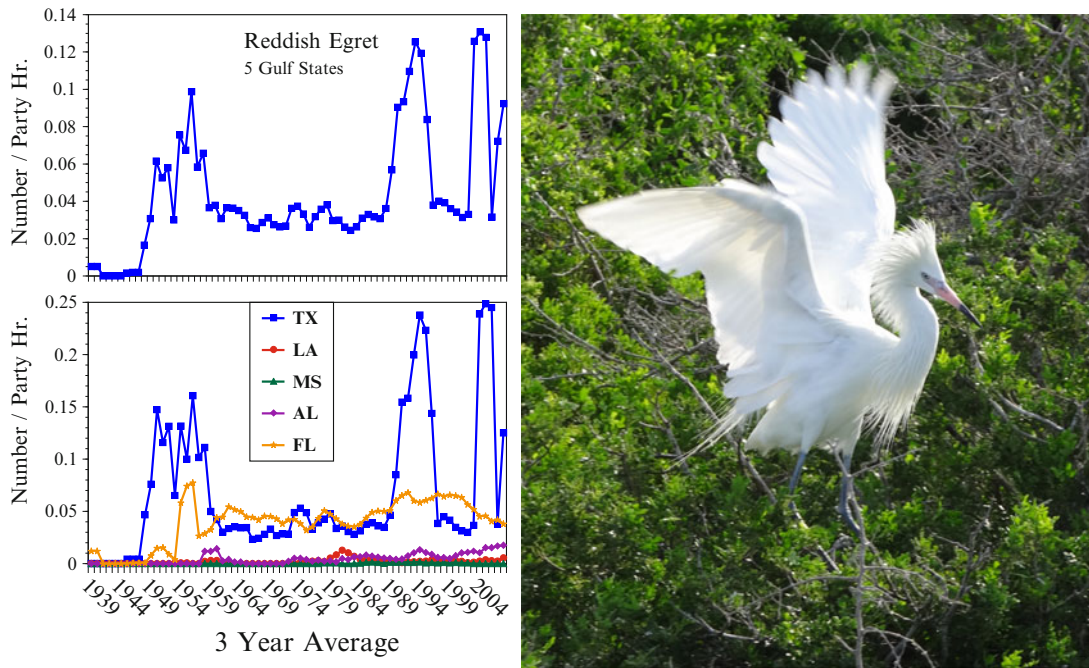 Reddish Egret
5 Gulf States
Number / Party Hr.
0.14
0.12
0.1
0.08
0.06
0.04
0.02
0
Number / Party Hr.
0.25
0.2
0.15
0.1
0.05
0
TX
LA
MS
AL
FL
1939
1944
1949
1954
1959
1964
1969
1974
1979
1984
1989
1994
1999
2004
3 Year Average